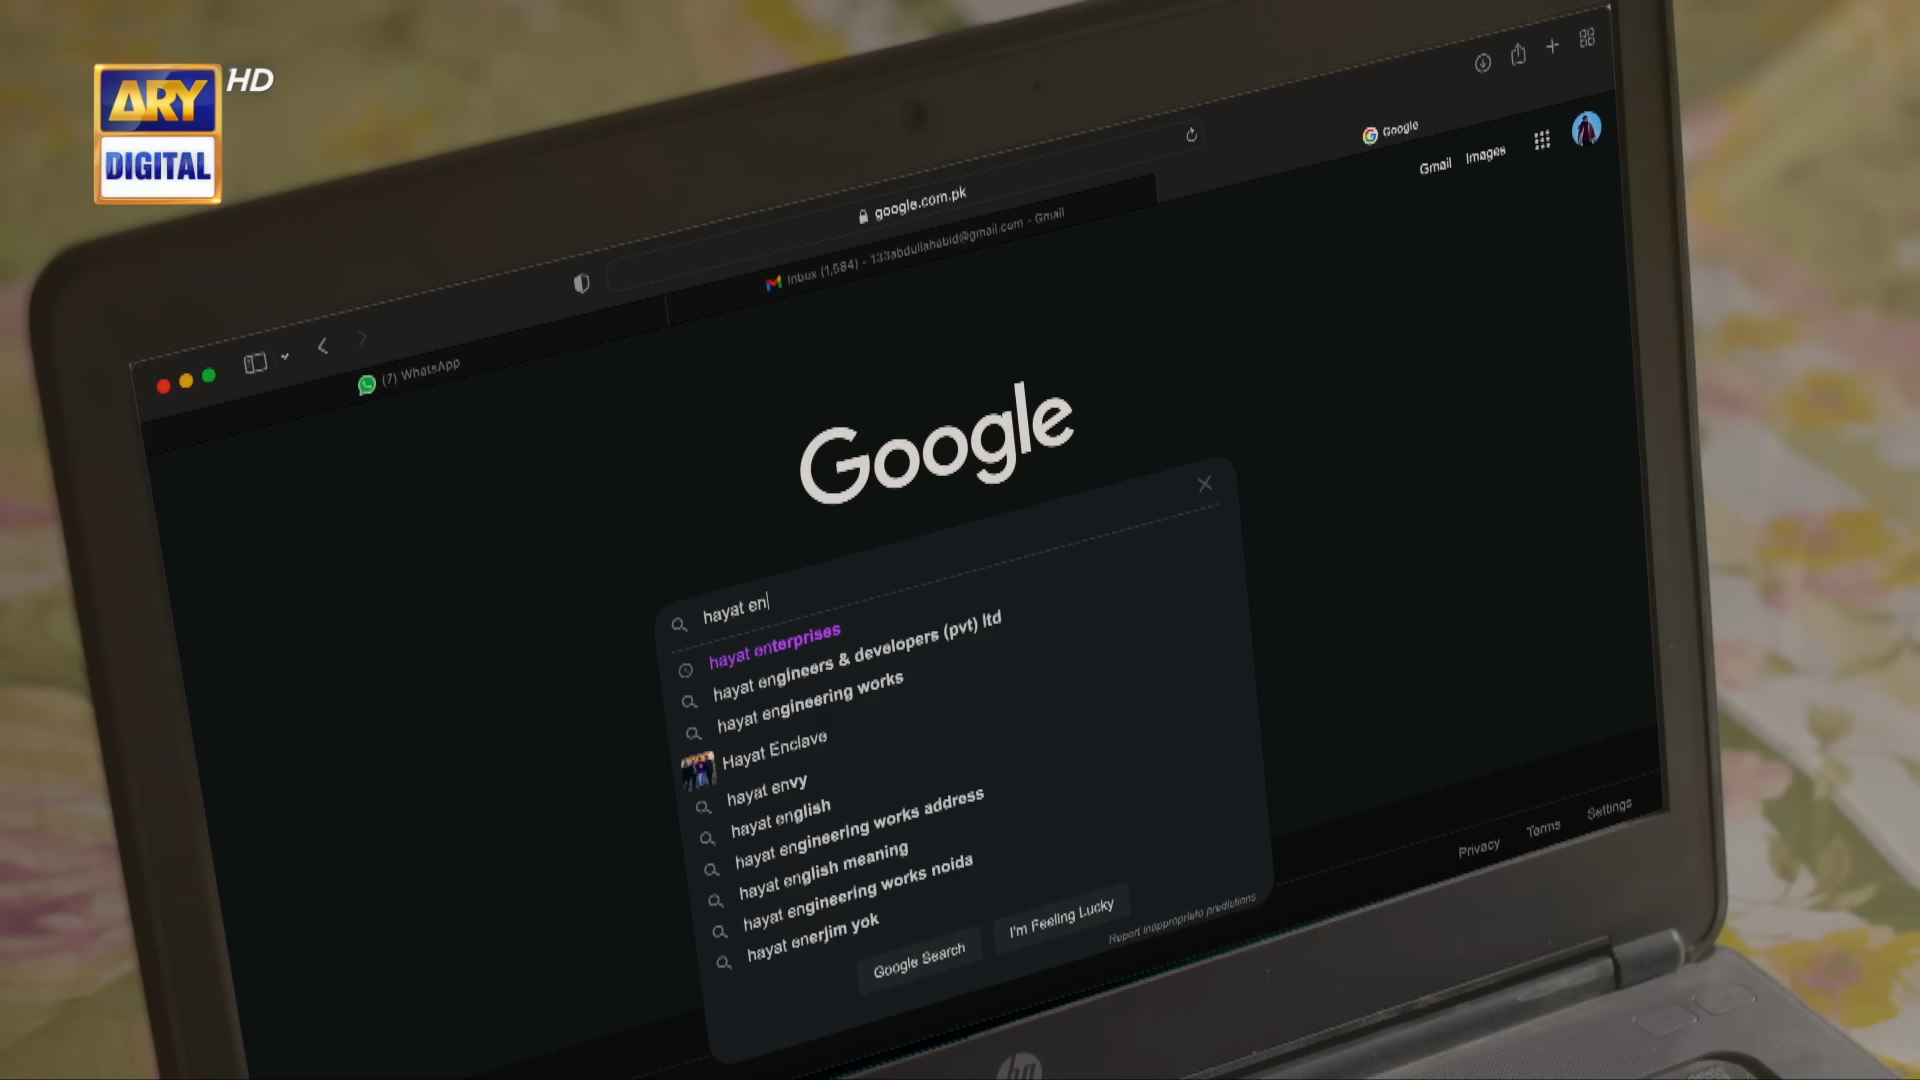 ARY
DIGITAL
HD
google.com.pk
(7) WhatsApp
Inbox (1,584) - 133abdullahabid@gmail.com - Gmail
Google
Gmail Images
Google
hayat en
hayat enterprises
hayat engineers & developers (pvt) ltd
hayat engineering works
Hayat Enclave
hayat envy
hayat english
hayat engineering works address
hayat english meaning
hayat engineering works noida
hayat enerjim yok
Google Search
I'm Feeling Lucky
Report inappropriate predictions
Privacy
Terms
Settings
hp